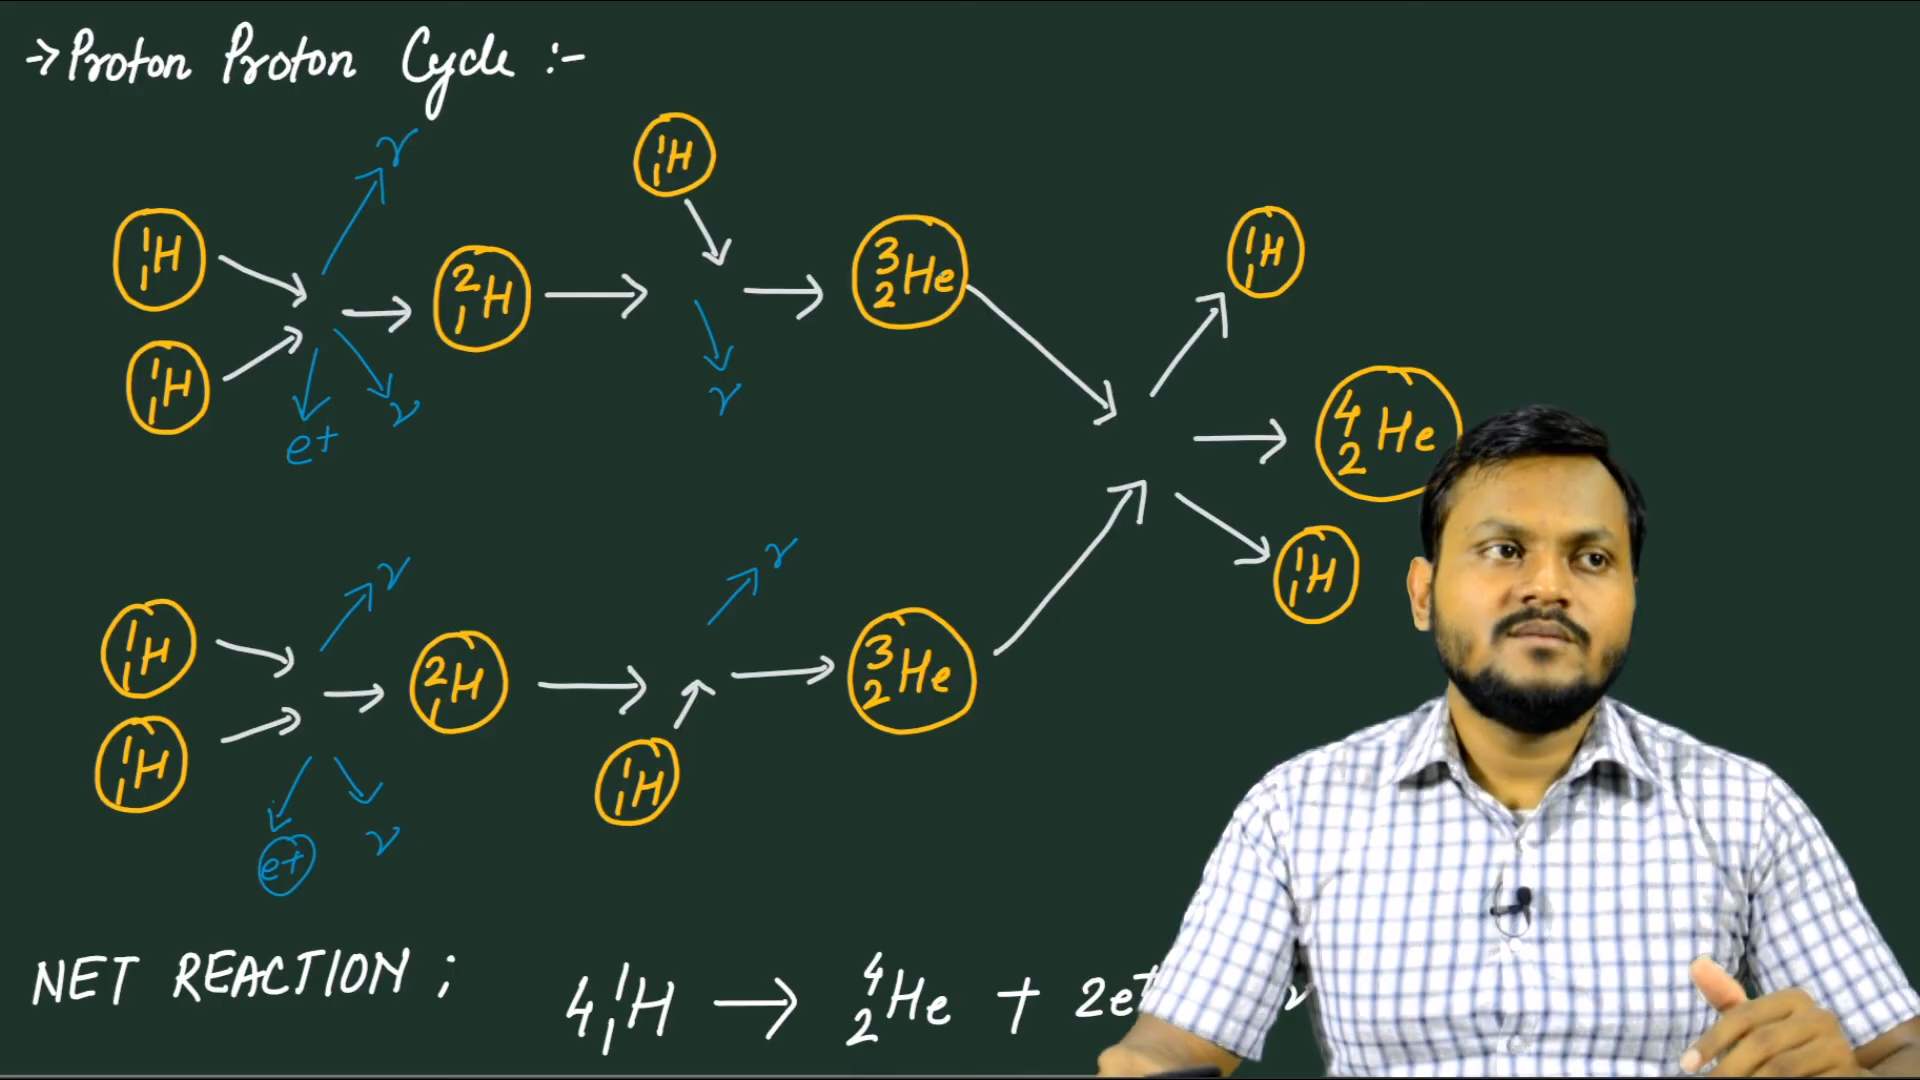 → Proton Proton Cycle :-
γ
¹₁H
¹₁H
¹₁H
²₁H
³₂He
¹₁H
e+
ν
γ
⁴₂He
¹₁H
γ
γ
¹₁H
²₁H
³₂He
¹₁H
¹₁H
e+
ν
NET REACTION ; 4 ¹₁H → ⁴₂He + 2e+